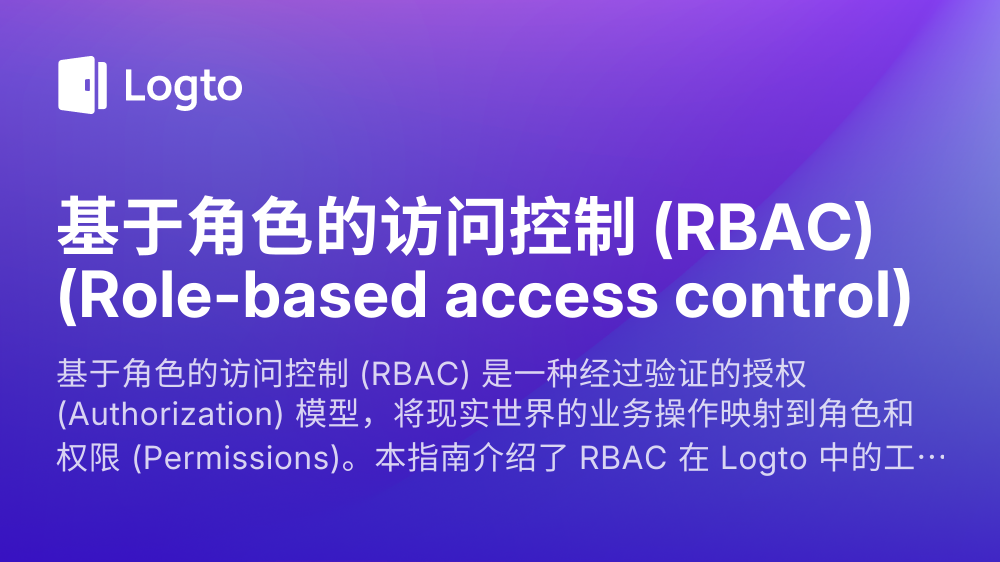 Logto
基于角色的访问控制 (RBAC)
(Role-based access control)
基于角色的访问控制 (RBAC) 是一种经过验证的授权
(Authorization) 模型，将现实世界的业务操作映射到角色和
权限 (Permissions)。本指南介绍了 RBAC 在 Logto 中的工…